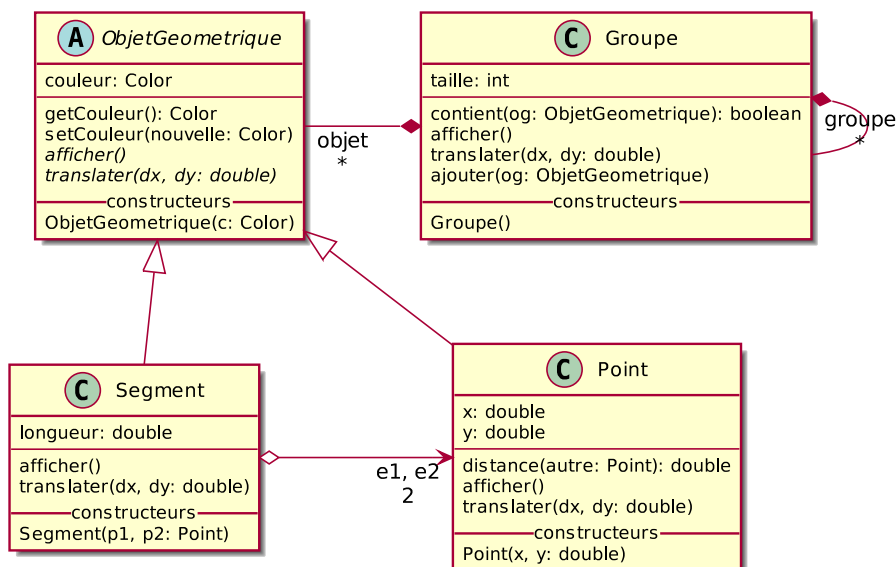 A ObjetGeometrique
couleur: Color
getCouleur(): Color
setCouleur(nouvelle: Color)
afficher()
translater(dx, dy: double)
constructeurs
ObjetGeometrique(c: Color)
objet
*
C Groupe
taille: int
contient(og: ObjetGeometrique): boolean
afficher()
translater(dx, dy: double)
ajouter(og: ObjetGeometrique)
constructeurs
Groupe()
groupe
*
C Segment
longueur: double
afficher()
translater(dx, dy: double)
constructeurs
Segment(p1, p2: Point)
e1, e2
2
C Point
x: double
y: double
distance(autre: Point): double
afficher()
translater(dx, dy: double)
constructeurs
Point(x, y: double)